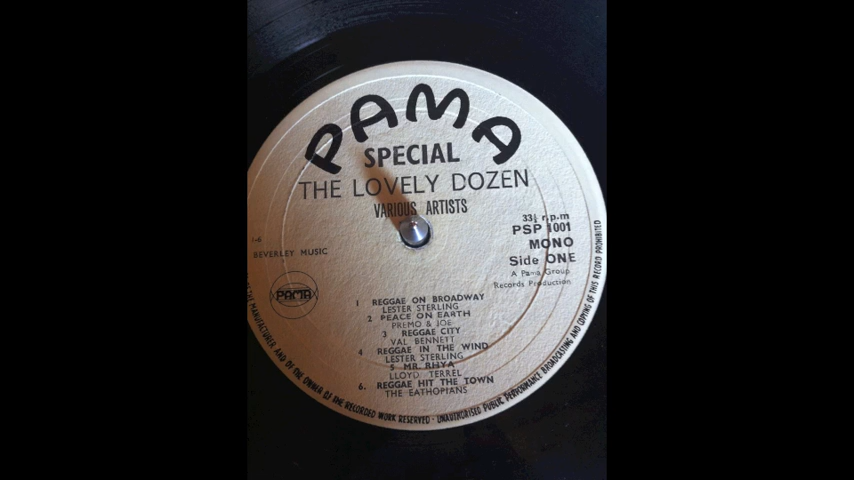 PAMA
SPECIAL
THE LOVELY DOZEN
VARIOUS ARTISTS
33⅓ r.p.m
PSP 1001
MONO
Side ONE
A Pama Group
Records Production
-6
BEVERLEY MUSIC
PAMA
1 REGGAE ON BROADWAY
LESTER STERLING
2 PEACE ON EARTH
PREMO & JOE
3 REGGAE CITY
VAL BENNETT
4 REGGAE IN THE WIND
LESTER STERLING
5 MR. RHYA
LLOYD TERREL
6. REGGAE HIT THE TOWN
THE EATHOPIANS
OF THE MANUFACTURER AND OF THE OWNER OF THE RECORDED WORK RESERVED · UNAUTHORISED PUBLIC PERFORMANCE BROADCASTING AND COPYING OF THIS RECORD PROHIBITED